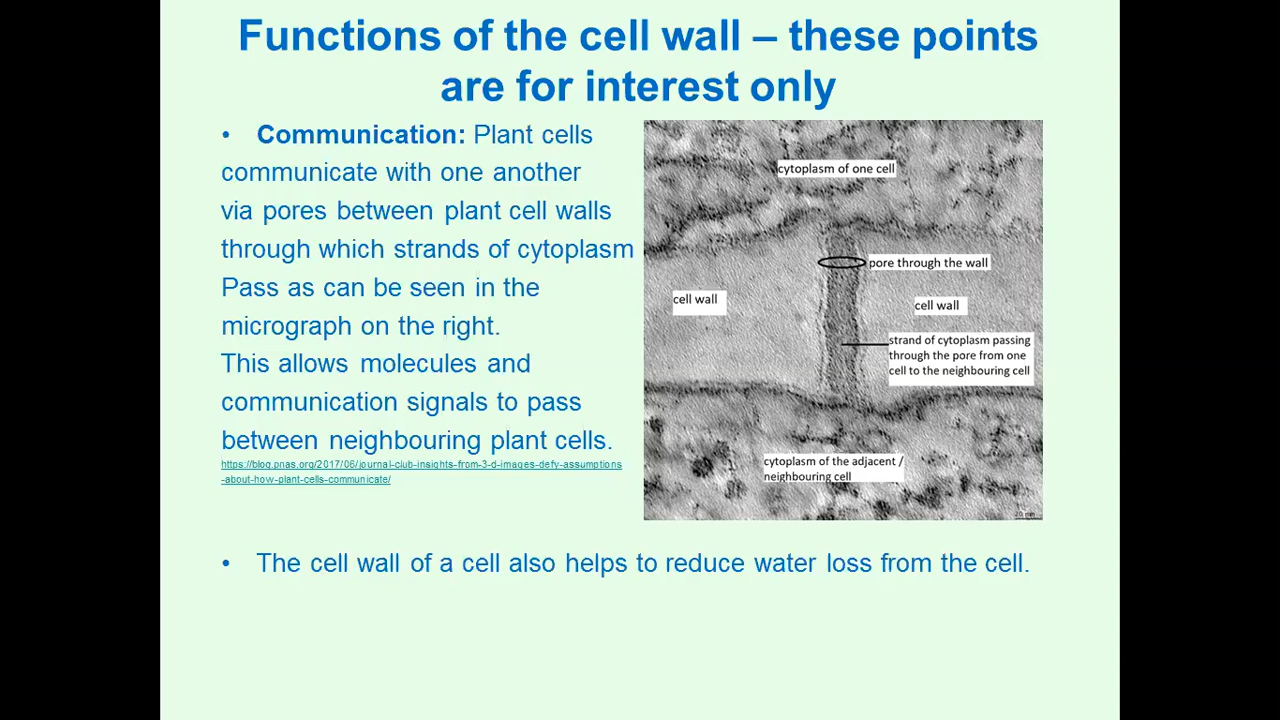 Functions of the cell wall – these points
are for interest only
• Communication: Plant cells
communicate with one another
via pores between plant cell walls
through which strands of cytoplasm
Pass as can be seen in the
micrograph on the right.
This allows molecules and
communication signals to pass
between neighbouring plant cells.
https://blog.pnas.org/2017/06/journal-club-insights-from-3-d-images-defy-assumptions
-about-how-plant-cells-communicate/
cytoplasm of one cell
pore through the wall
cell wall
cell wall
strand of cytoplasm passing
through the pore from one
cell to the neighbouring cell
cytoplasm of the adjacent /
neighbouring cell
• The cell wall of a cell also helps to reduce water loss from the cell.